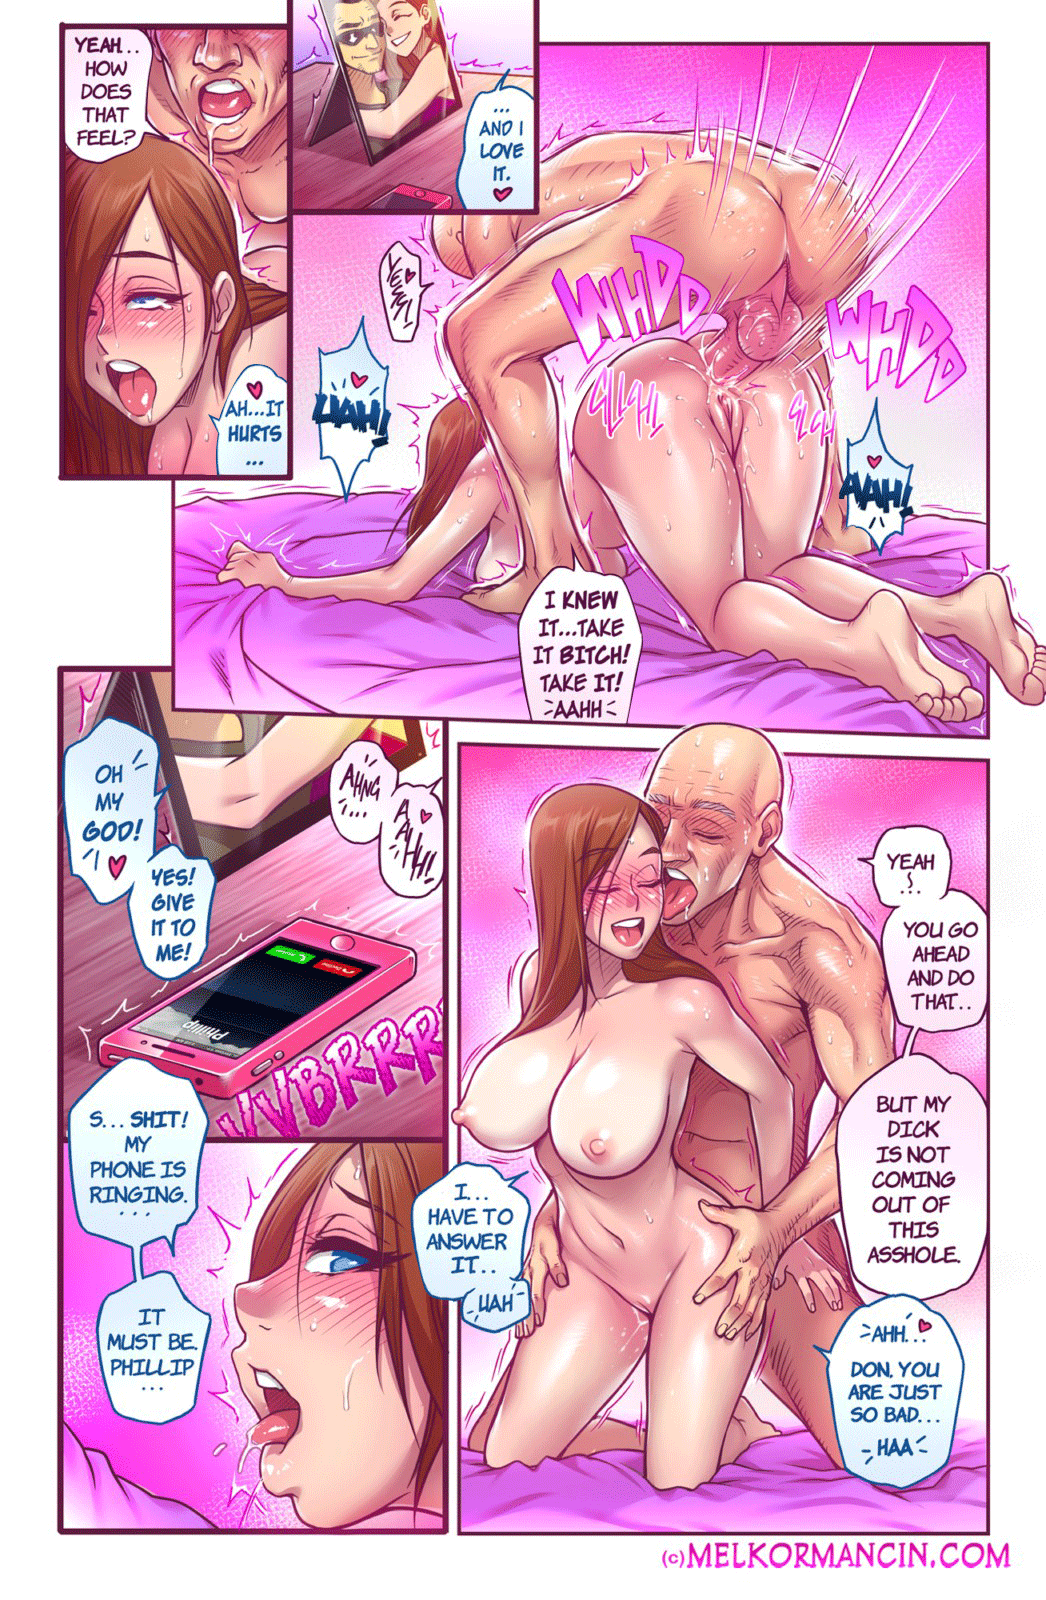 YEAH...
HOW
DOES
THAT
FEEL?
AH...IT
HURTS
...
...
AND I
LOVE
IT.
WHDD
WHDD
UAH!
AAH!
I KNEW
IT...TAKE
IT BITCH!
TAKE IT!
AAHH
OH
MY
GOD!
YES!
GIVE
IT TO
ME!
AHNG
....
A
AHH!
Phillip
VVBRRRR
S... SHIT!
MY
PHONE IS
RINGING.
...
IT
MUST BE.
PHILLIP
...
YEAH
...
YOU GO
AHEAD
AND DO
THAT..
BUT MY
DICK
IS NOT
COMING
OUT OF
THIS
ASSHOLE.
I...
HAVE TO
ANSWER
IT..
UAH
AHH...
DON, YOU
ARE JUST
SO BAD...
HAA
(C)MELKORMANCIN.COM